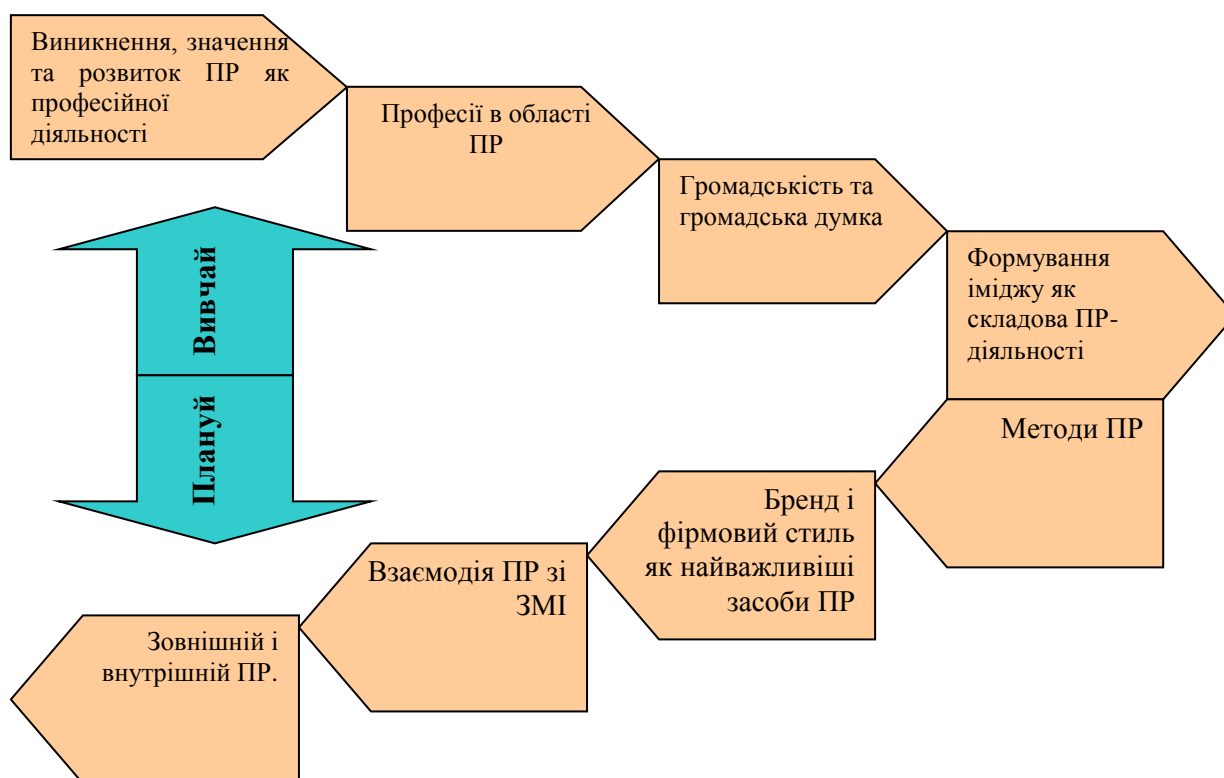 Виникнення, значення
та розвиток ПР як
професійної
діяльності
Професії в області
ПР
Громадськість та
громадська думка
Формування
іміджу як
складова ПР-
діяльності
Вивчай
Плануй
Методи ПР
Бренд і
фірмовий стиль
як найважливіші
засоби ПР
Взаємодія ПР зі
ЗМІ
Зовнішній і
внутрішній ПР.